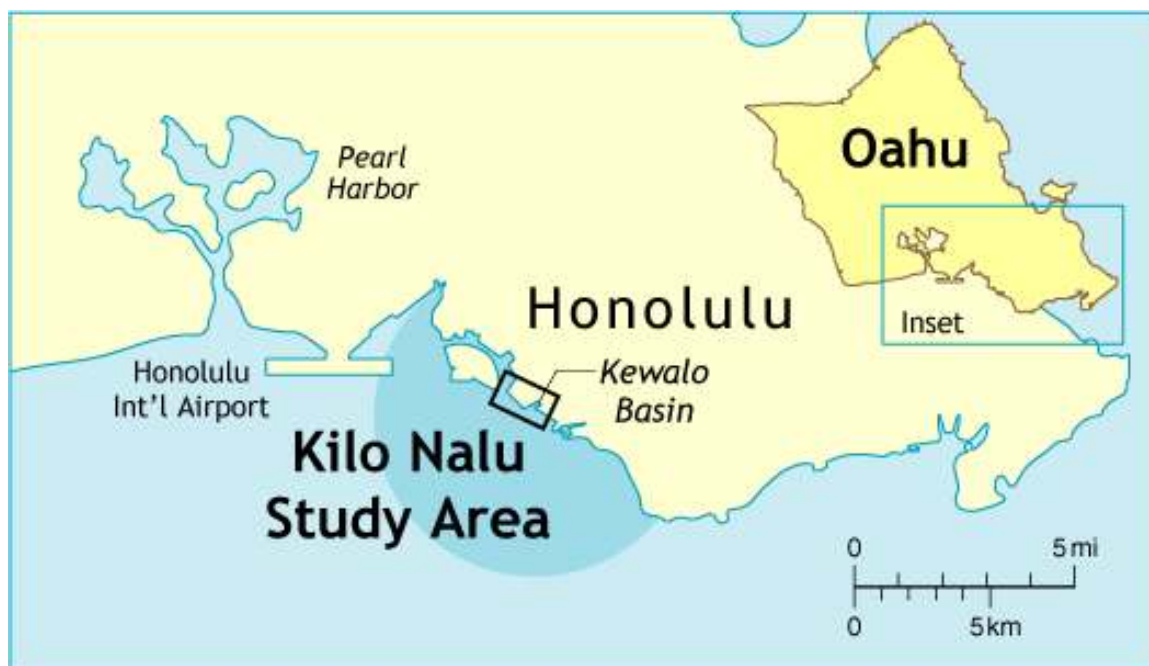 Oahu
Pearl
Harbor
Inset
Honolulu
Honolulu
Int'l Airport
Kewalo
Basin
Kilo Nalu
Study Area
0 5 mi
0 5 km